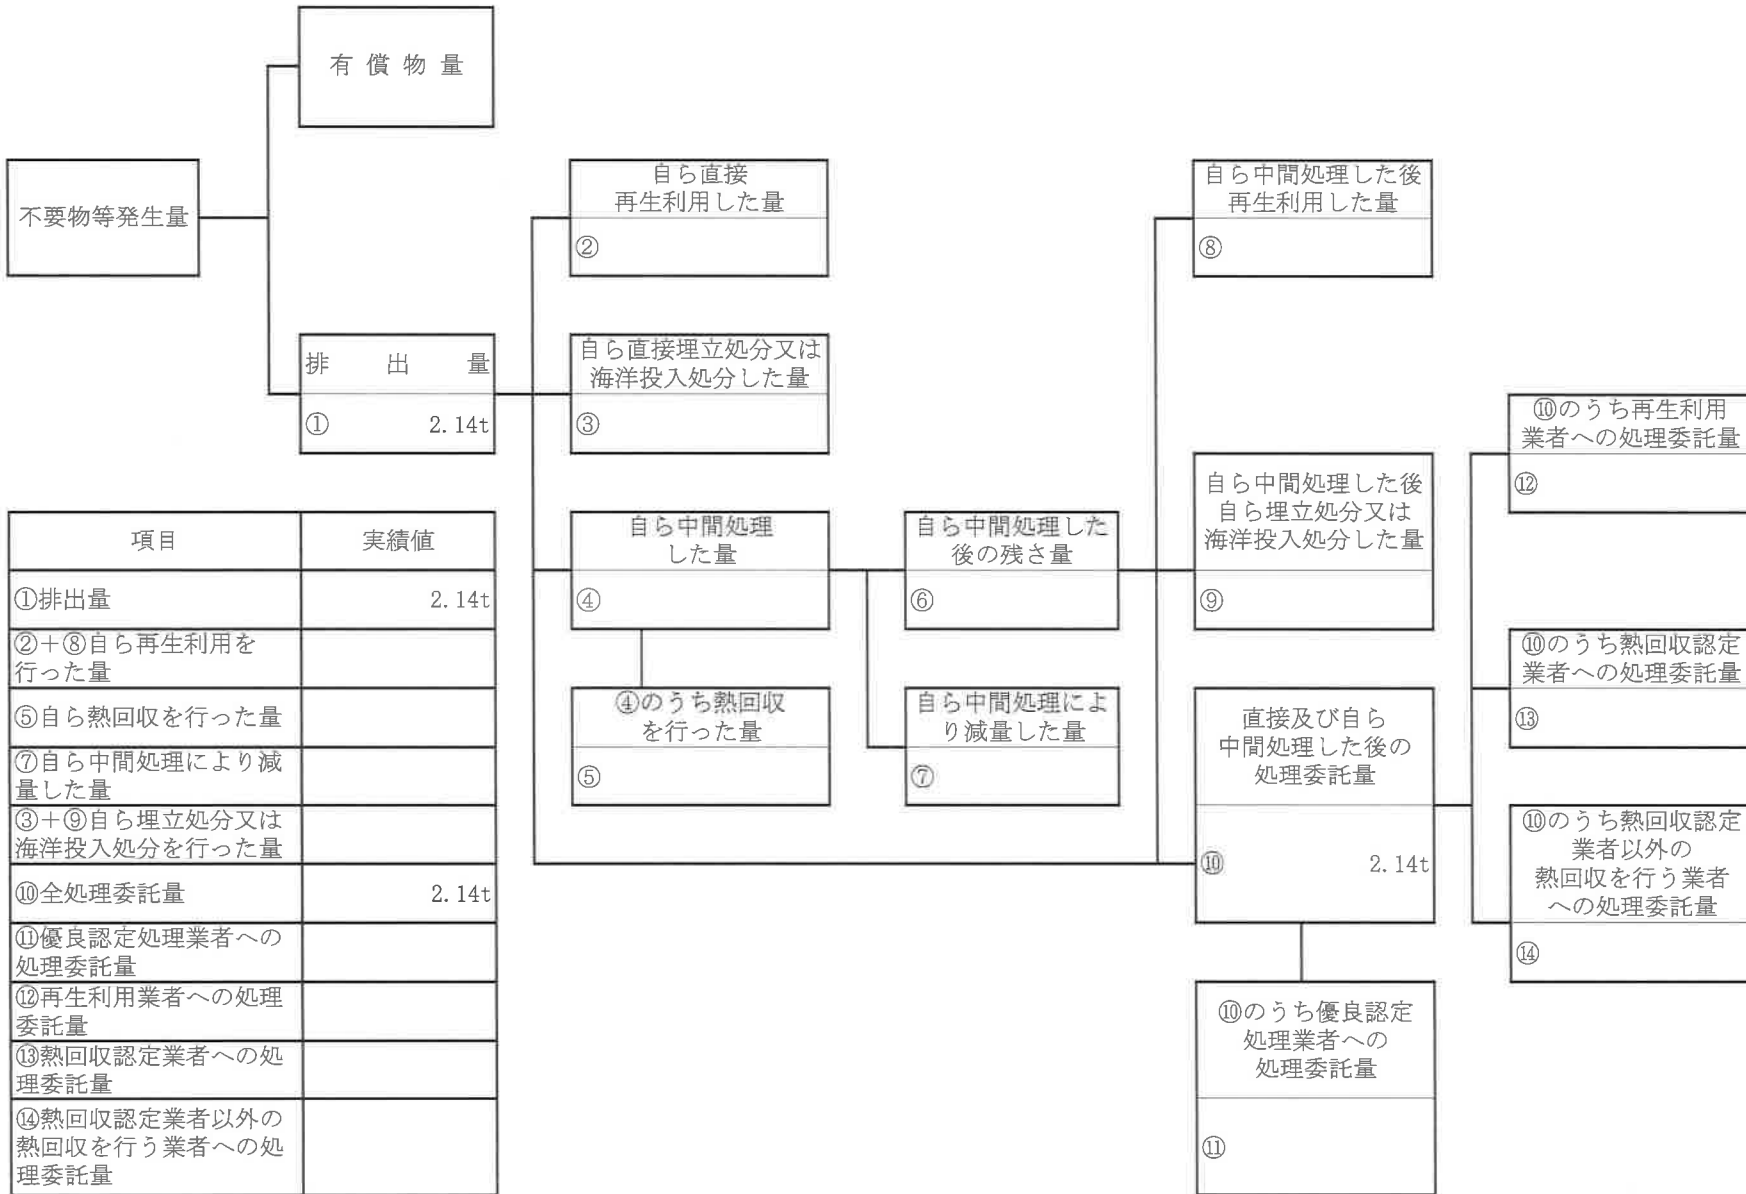 有償物量
不要物等発生量
排出量
① 2.14t
自ら直接
再生利用した量
②
自ら直接埋立処分又は
海洋投入処分した量
③
自ら中間処理
した量
④
④のうち熱回収
を行った量
⑤
自ら中間処理した
後の残さ量
⑥
自ら中間処理によ
り減量した量
⑦
自ら中間処理した後
再生利用した量
⑧
自ら中間処理した後
自ら埋立処分又は
海洋投入処分した量
⑨
直接及び自ら
中間処理した後の
処理委託量
⑩ 2.14t
⑩のうち優良認定
処理業者への
処理委託量
⑪
⑩のうち再生利用
業者への処理委託量
⑫
⑩のうち熱回収認定
業者への処理委託量
⑬
⑩のうち熱回収認定
業者以外の
熱回収を行う業者
への処理委託量
⑭
項目 実績値
①排出量 2.14t
②＋⑧自ら再生利用を
行った量
⑤自ら熱回収を行った量
⑦自ら中間処理により減
量した量
③＋⑨自ら埋立処分又は
海洋投入処分を行った量
⑩全処理委託量 2.14t
⑪優良認定処理業者への
処理委託量
⑫再生利用業者への処理
委託量
⑬熱回収認定業者への処
理委託量
⑭熱回収認定業者以外の
熱回収を行う業者への処
理委託量